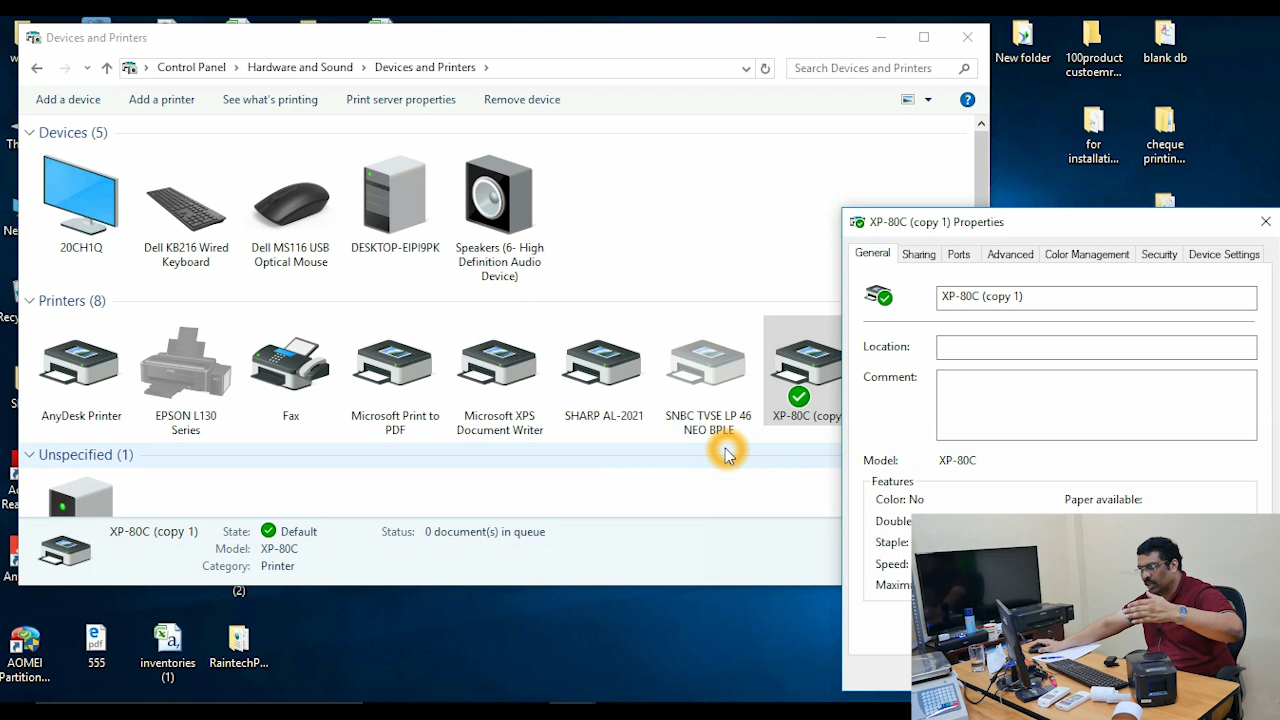 Devices and Printers
Control Panel > Hardware and Sound > Devices and Printers >
Search Devices and Printers
Add a device
Add a printer
See what's printing
Print server properties
Remove device
?
Devices (5)
20CH1Q
Dell KB216 Wired
Keyboard
Dell MS116 USB
Optical Mouse
DESKTOP-EIPI9PK
Speakers (6- High
Definition Audio
Device)
Printers (8)
AnyDesk Printer
EPSON L130
Series
Fax
Microsoft Print to
PDF
Microsoft XPS
Document Writer
SHARP AL-2021
SNBC TVSE LP 46
NEO BPLE
XP-80C (copy
Unspecified (1)
XP-80C (copy 1)
State: Default
Status: 0 document(s) in queue
Model: XP-80C
Category: Printer
XP-80C (copy 1) Properties
General
Sharing
Ports
Advanced
Color Management
Security
Device Settings
XP-80C (copy 1)
Location:
Comment:
Model: XP-80C
Features
Color: No
Paper available:
Double
Staple:
Speed:
Maxim
New folder
100product
custoemr...
blank db
for
installati...
cheque
printin...
(2)
AOMEI
Partition...
555
inventories
(1)
RaintechP...